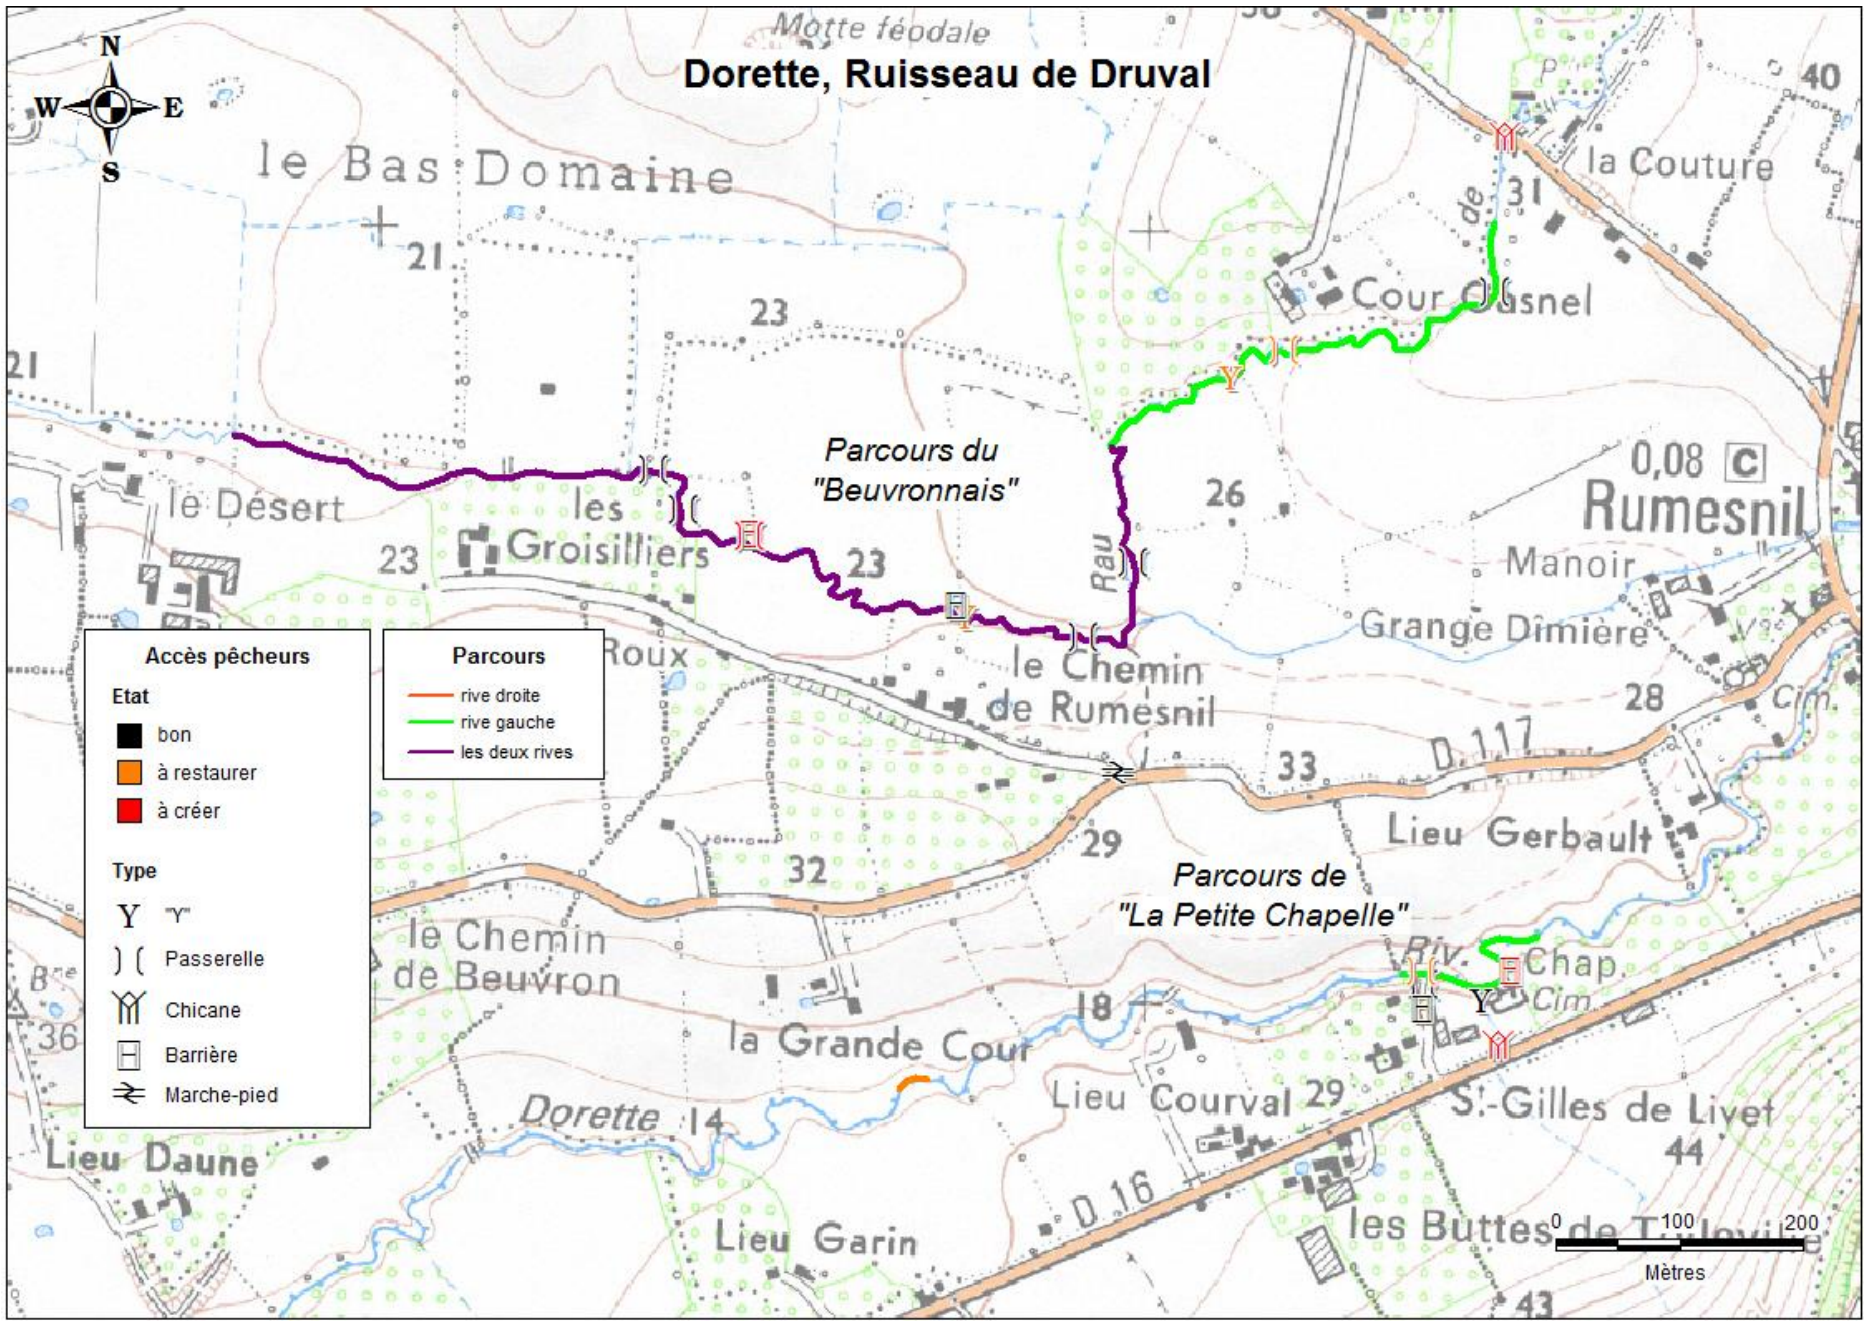 Motte féodale
Dorette, Ruisseau de Druval
N
W E
S
40
P
le Bas Domaine
la Couture
31
de
21
23
Cour Qusnel
21
Parcours du
"Beuvronnais"
26
0,08 C
Rumesnil
le Désert
les
Groisilliers
23
23
Rau
Manoir
Grange Dîmière
Roux
le Chemin
de Rumesnil
28
Cim.
D 117
33
Accès pêcheurs
Etat
bon
à restaurer
à créer
Type
Y "Y"
Passerelle
Chicane
Barrière
Marche-pied
Parcours
rive droite
rive gauche
les deux rives
Lieu Gerbault
29
32
Parcours de
"La Petite Chapelle"
le Chemin
de Beuvron
Riv.
Chap.
Cim.
Bne
36
18
la Grande Cour
Lieu Courval 29
St-Gilles de Livet
44
Dorette 14
Lieu Daune
D 16
Lieu Garin
les Buttes de
0 100 200
Mètres
43